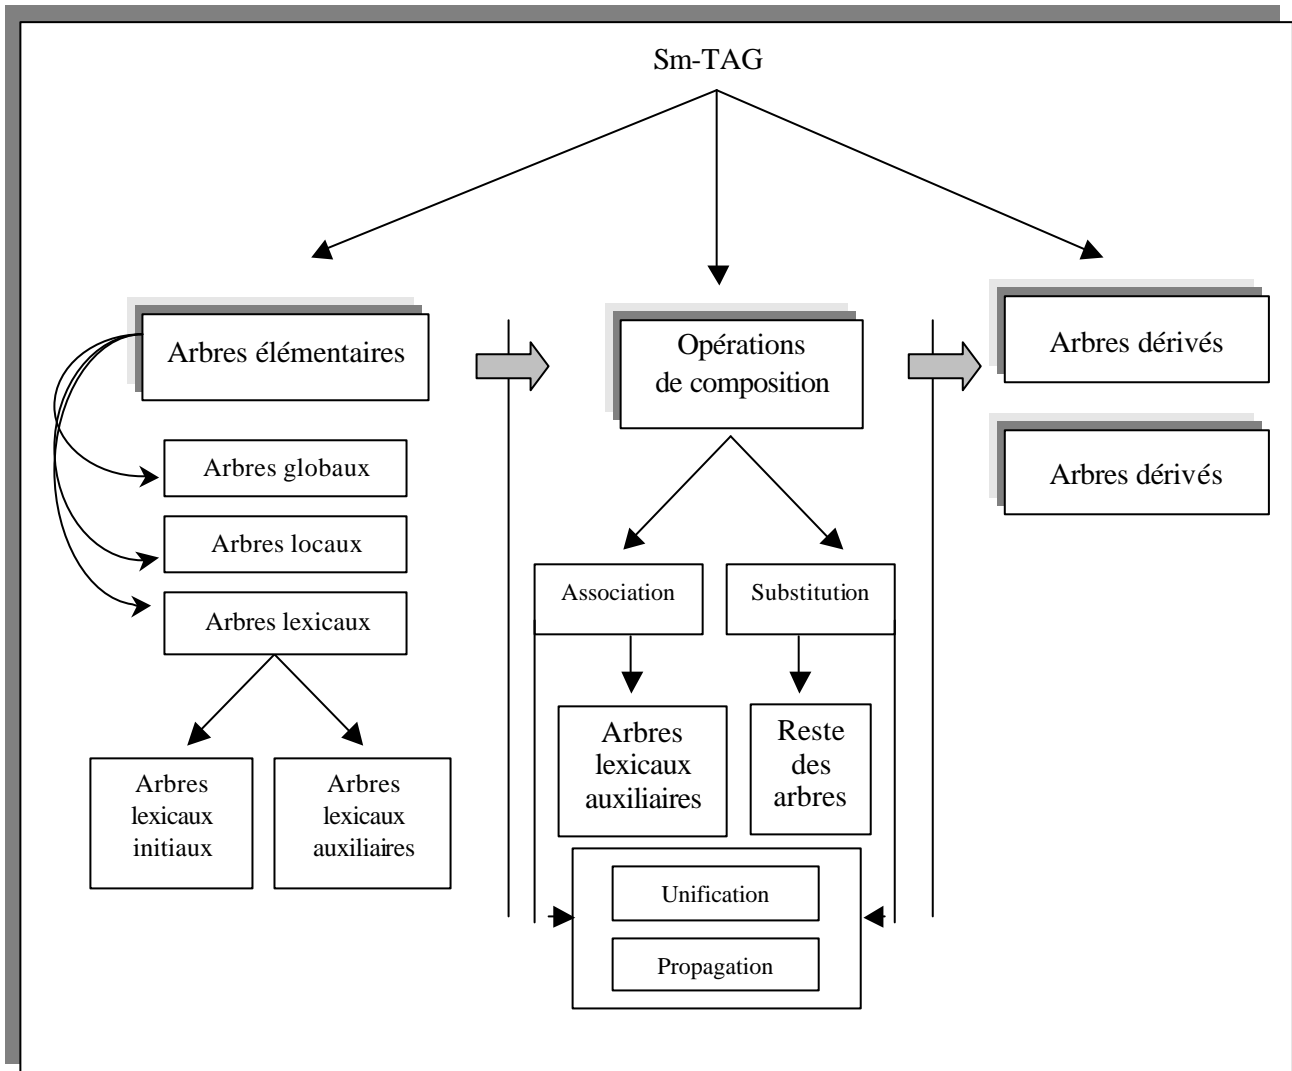 Sm-TAG
Arbres élémentaires
Arbres globaux
Arbres locaux
Arbres lexicaux
Arbres
lexicaux
initiaux
Arbres
lexicaux
auxiliaires
Opérations
de composition
Association
Substitution
Arbres
lexicaux
auxiliaires
Reste
des
arbres
Unification
Propagation
Arbres dérivés
Arbres dérivés